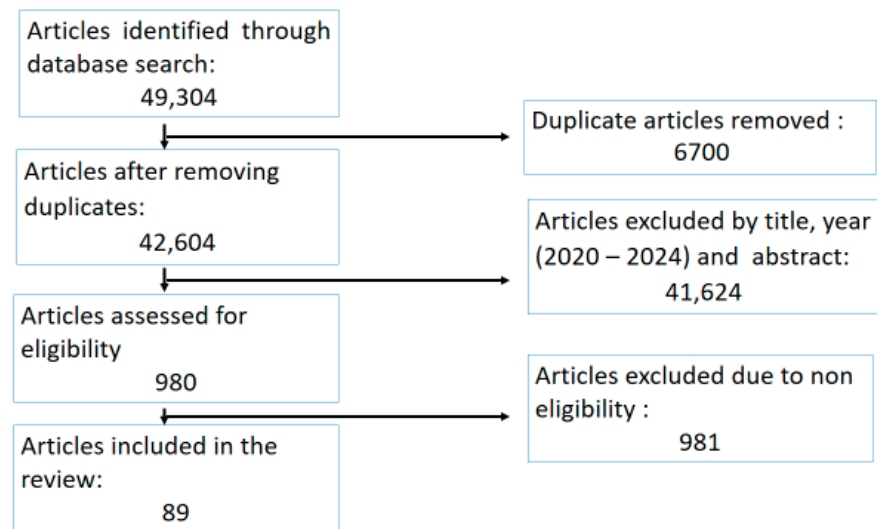 Articles identified through
database search:
49,304
Duplicate articles removed :
6700
Articles after removing
duplicates:
42,604
Articles excluded by title, year
(2020 – 2024) and abstract:
41,624
Articles assessed for
eligibility
980
Articles excluded due to non
eligibility :
981
Articles included in the
review:
89